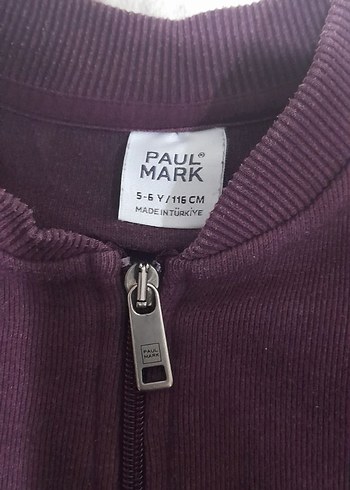 PAUL®
MARK
5-6 Y / 116 CM
MADE IN TÜRKİYE
PAUL
MARK